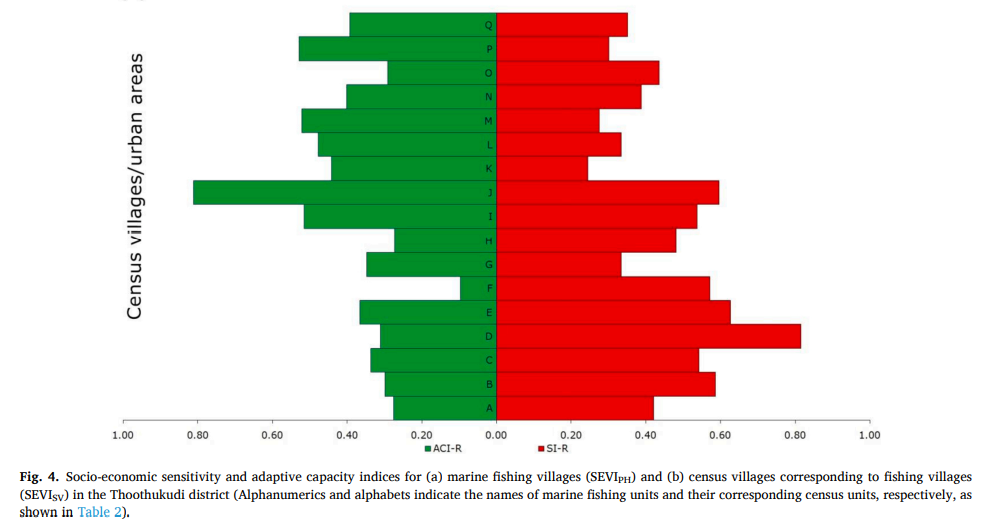 Census villages/urban areas
Q
P
O
N
M
L
K
J
I
H
G
F
E
D
C
B
A
1.00 0.80 0.60 0.40 0.20 0.00 0.20 0.40 0.60 0.80 1.00
ACI-R SI-R
Fig. 4. Socio-economic sensitivity and adaptive capacity indices for (a) marine fishing villages (SEVIPH) and (b) census villages corresponding to fishing villages
(SEVISV) in the Thoothukudi district (Alphanumerics and alphabets indicate the names of marine fishing units and their corresponding census units, respectively, as
shown in Table 2).